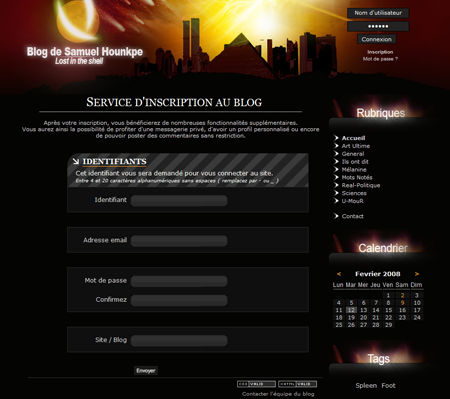 Blog de Samuel Hounkpe
Lost in the shell
Nom d'utilisateur
••••••
Connexion
Inscription
Mot de passe ?
SERVICE D'INSCRIPTION AU BLOG
Après votre inscription, vous bénéficierez de nombreuses fonctionnalités supplémentaires.
Vous aurez ainsi la possibilité de profiter d'une messagerie privé, d'avoir un profil personnalisé ou encore
de pouvoir poster des commentaires sans restriction.
IDENTIFIANTS
Cet identifiant vous sera demandé pour vous connecter au site.
Entre 4 et 20 caractères alphanumériques sans espaces ( remplacez par - ou _ )
Identifiant
Adresse email
Mot de passe
Confirmez
Site / Blog
Envoyer
CSS VALID
HTML VALID
Contacter l'équipe du blog
Rubriques
Accueil
Art Ultime
General
Ils ont dit
Mélanine
Mots Notés
Real-Politique
Sciences
U-MouR
Contact
Calendrier
< Fevrier 2008 >
Lun Mar Mer Jeu Ven Sam Dim
1 2 3
4 5 6 7 8 9 10
11 12 13 14 15 16 17
18 19 20 21 22 23 24
25 26 27 28 29
Tags
Spleen Foot